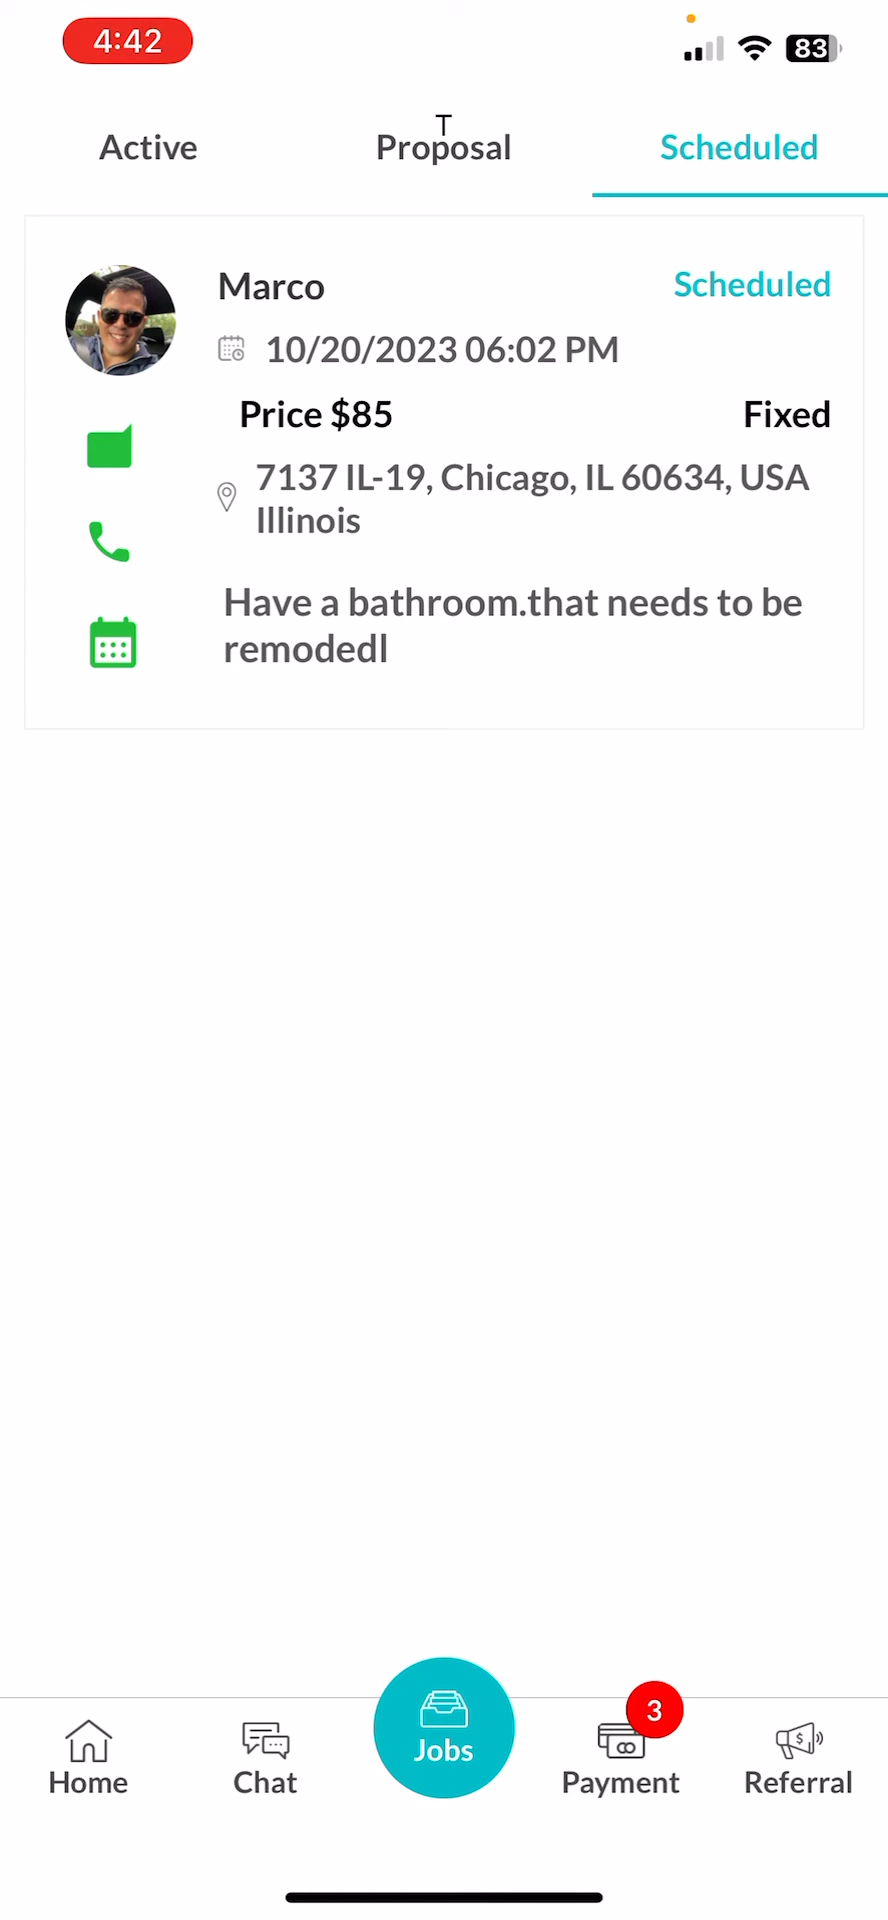 4:42
83
Active
Proposal
Scheduled
Marco
Scheduled
10/20/2023 06:02 PM
Price $85
Fixed
7137 IL-19, Chicago, IL 60634, USA
Illinois
Have a bathroom.that needs to be
remodedl
3
Home
Chat
Jobs
Payment
Referral